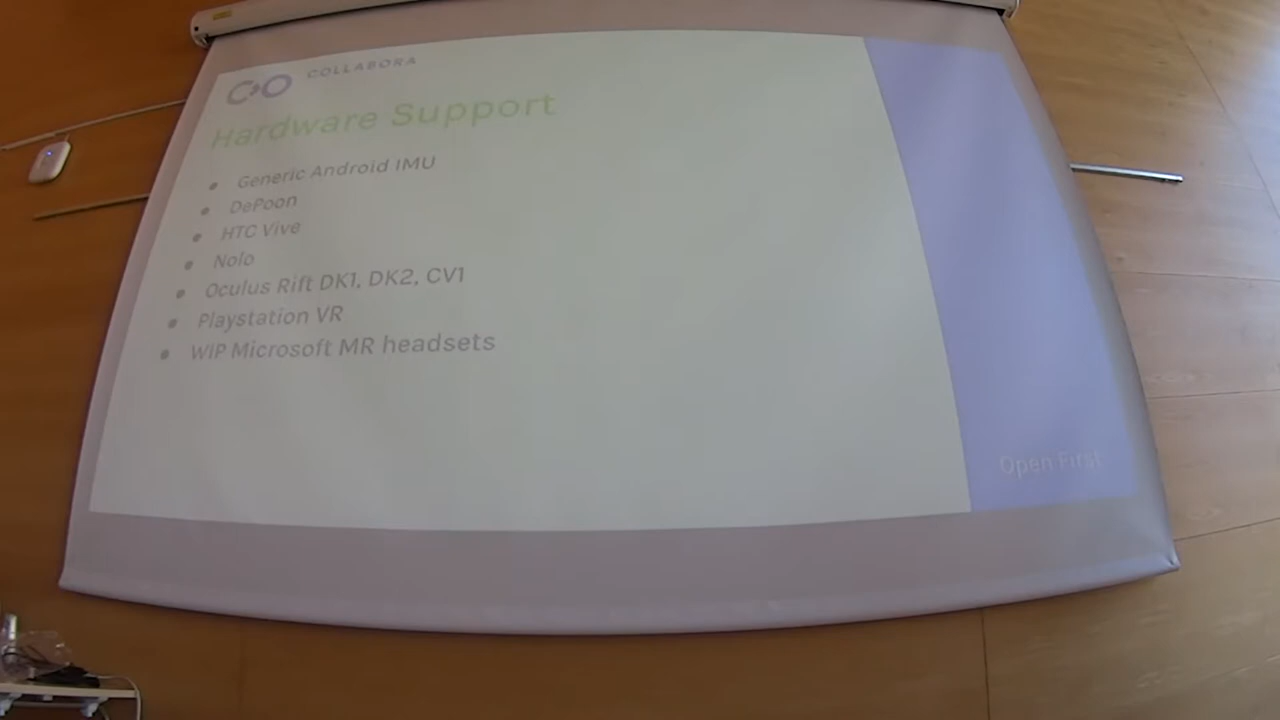 COLLABORA
Hardware Support
Generic Android IMU
DePoon
HTC Vive
Nolo
Oculus Rift DK1, DK2, CV1
Playstation VR
WIP Microsoft MR headsets
Open First